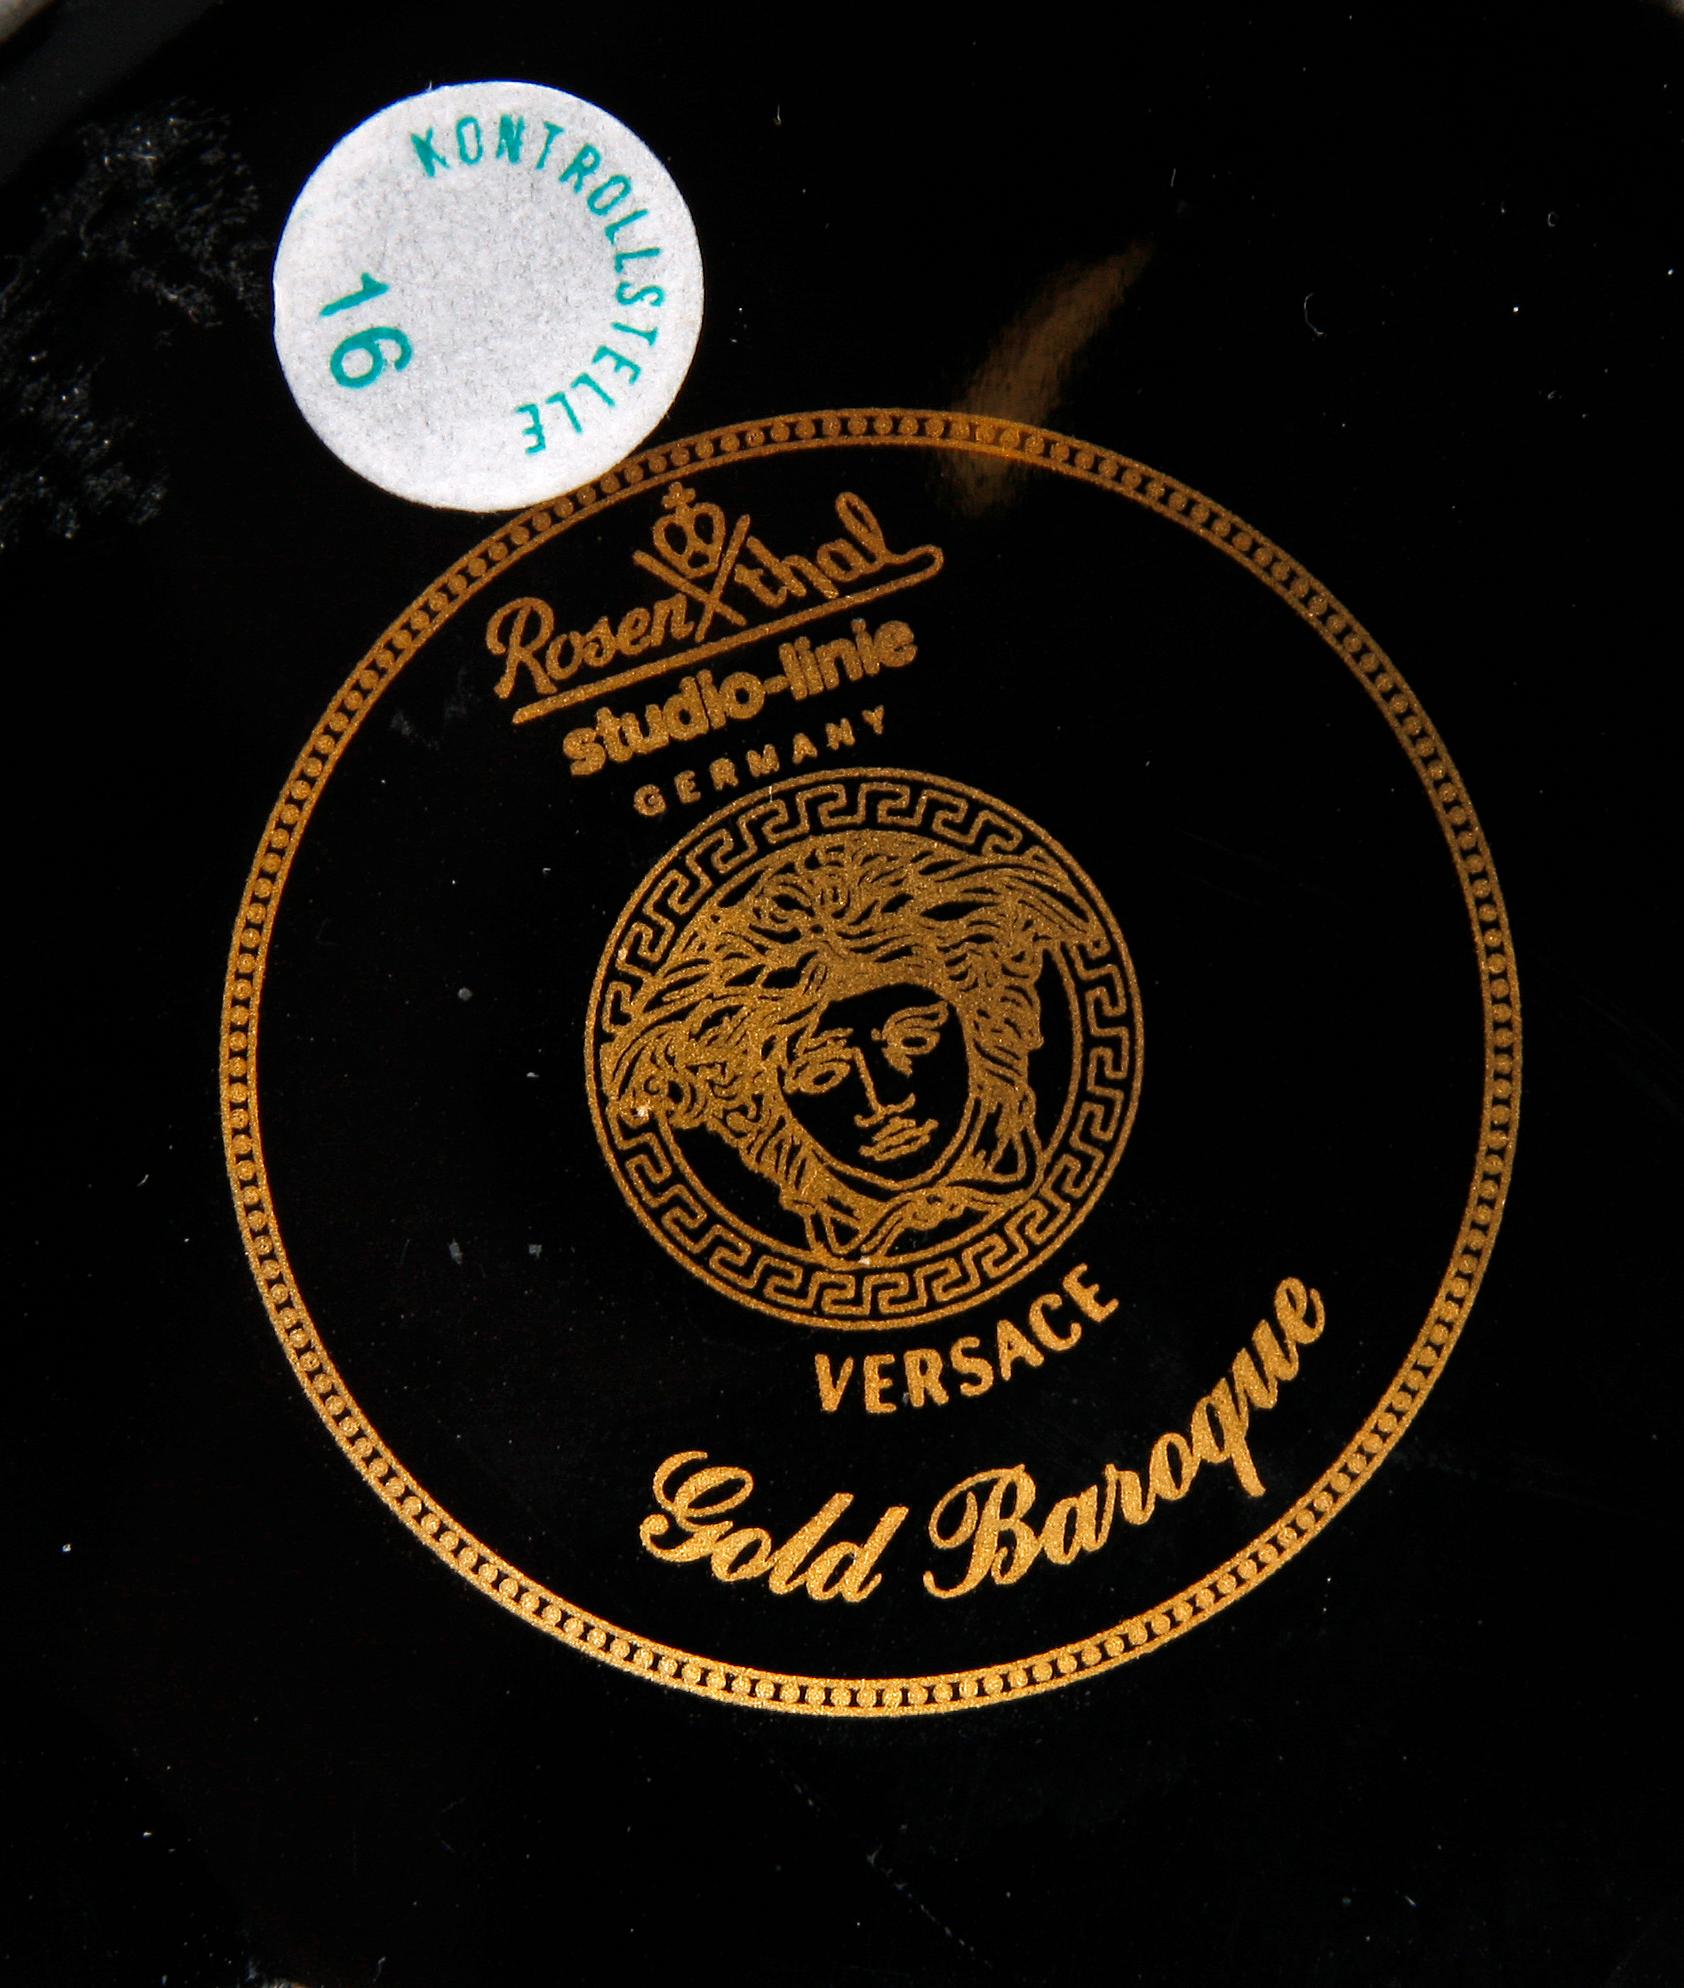 KONTROLLSTELLE
16
Rosenthal
studio-linie
GERMANY
VERSACE
Gold Baroque